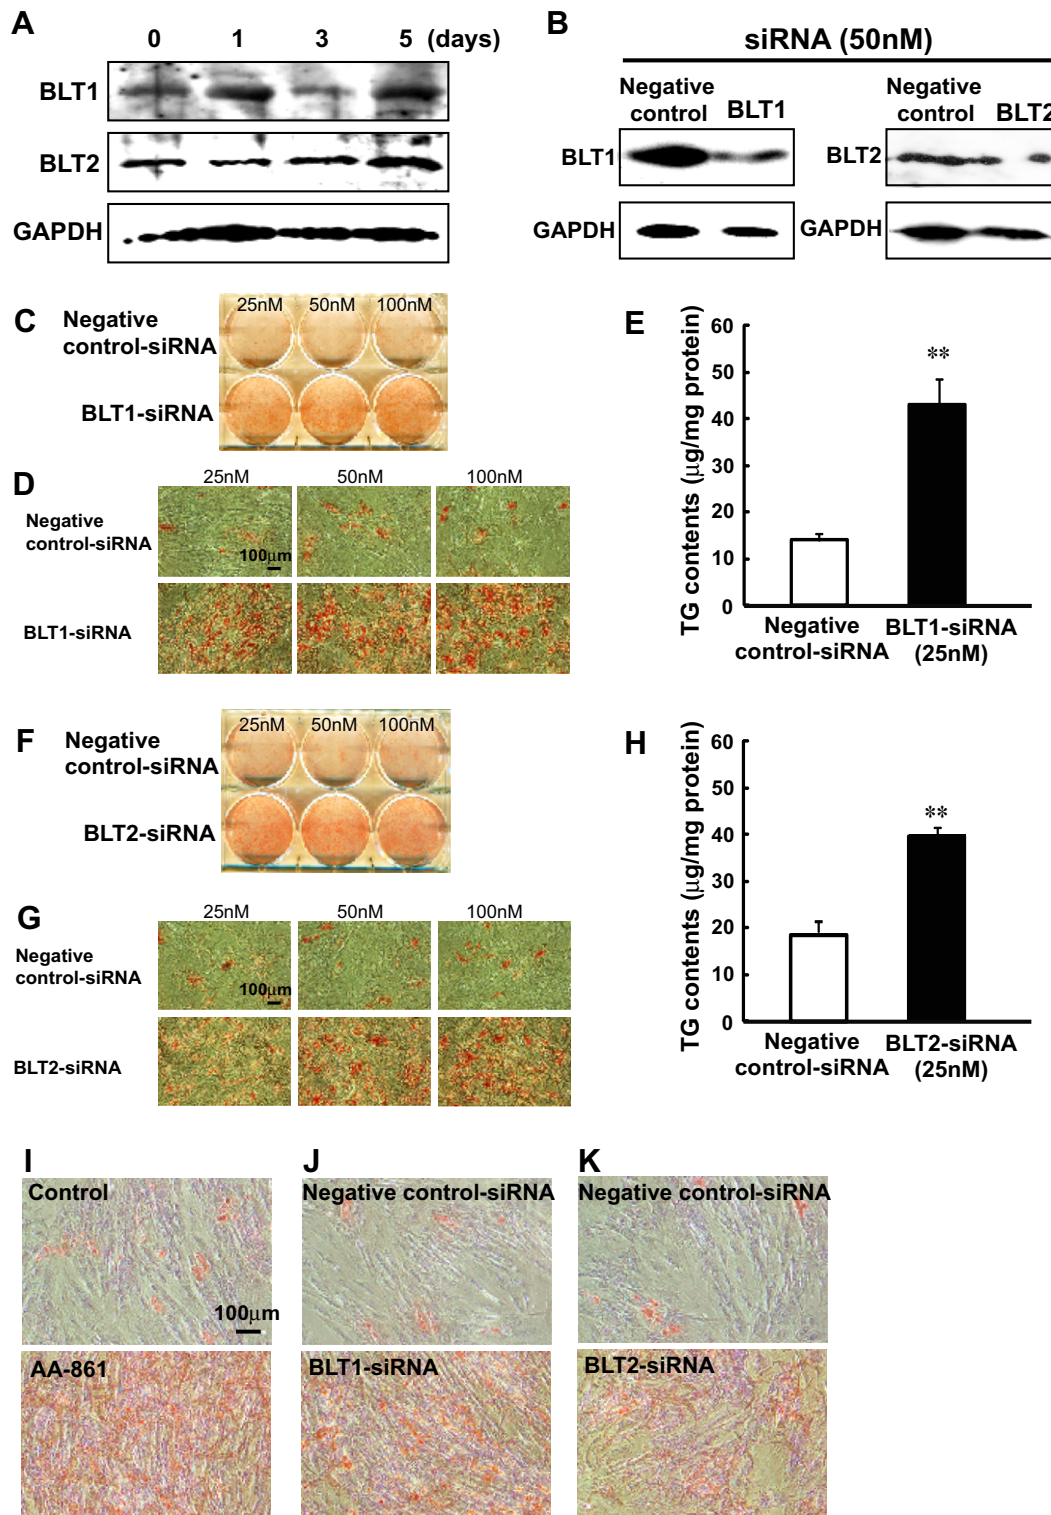 A
0 1 3 5 (days)
BLT1
BLT2
GAPDH
B
siRNA (50nM)
Negative
control BLT1
Negative
control BLT2
BLT1
BLT2
GAPDH
GAPDH
C
Negative
control-siRNA
BLT1-siRNA
25nM 50nM 100nM
D
25nM 50nM 100nM
Negative
control-siRNA
100μm
BLT1-siRNA
E
TG contents (μg/mg protein)
60
50
40
30
20
10
0
**
Negative
control-siRNA
BLT1-siRNA
(25nM)
F
Negative
control-siRNA
BLT2-siRNA
25nM 50nM 100nM
G
25nM 50nM 100nM
Negative
control-siRNA
100μm
BLT2-siRNA
H
TG contents (μg/mg protein)
60
50
40
30
20
10
0
**
Negative
control-siRNA
BLT2-siRNA
(25nM)
I
Control
100μm
AA-861
J
Negative control-siRNA
BLT1-siRNA
K
Negative control-siRNA
BLT2-siRNA